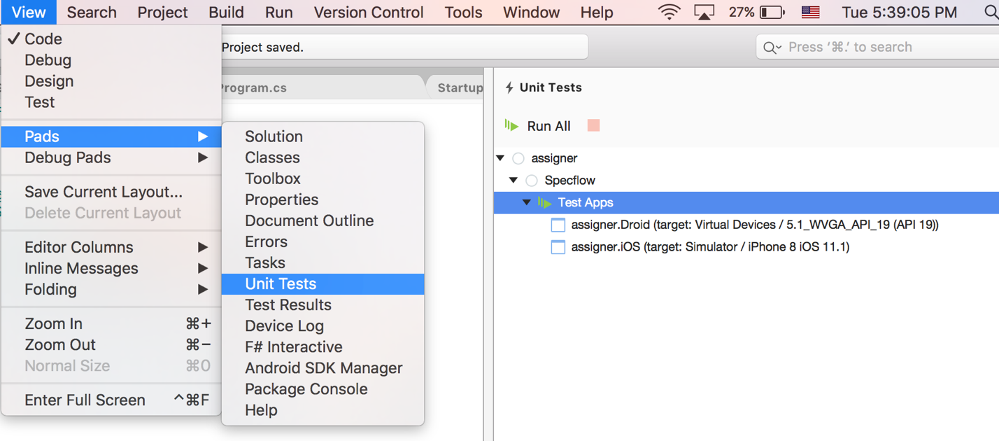 View Search Project Build Run Version Control Tools Window Help 27% Tue 5:39:05 PM
✓ Code
Debug
Design
Test
Pads ▶
Debug Pads ▶
Save Current Layout...
Delete Current Layout
Editor Columns ▶
Inline Messages ▶
Folding ▶
Zoom In ⌘+
Zoom Out ⌘−
Normal Size ⌘0
Enter Full Screen ^⌘F
Solution
Classes
Toolbox
Properties
Document Outline
Errors
Tasks
Unit Tests
Test Results
Device Log
F# Interactive
Android SDK Manager
Package Console
Help
Project saved.
Press ‘⌘.’ to search
Program.cs
Startup
Unit Tests
Run All
assigner
Specflow
Test Apps
assigner.Droid (target: Virtual Devices / 5.1_WVGA_API_19 (API 19))
assigner.iOS (target: Simulator / iPhone 8 iOS 11.1)